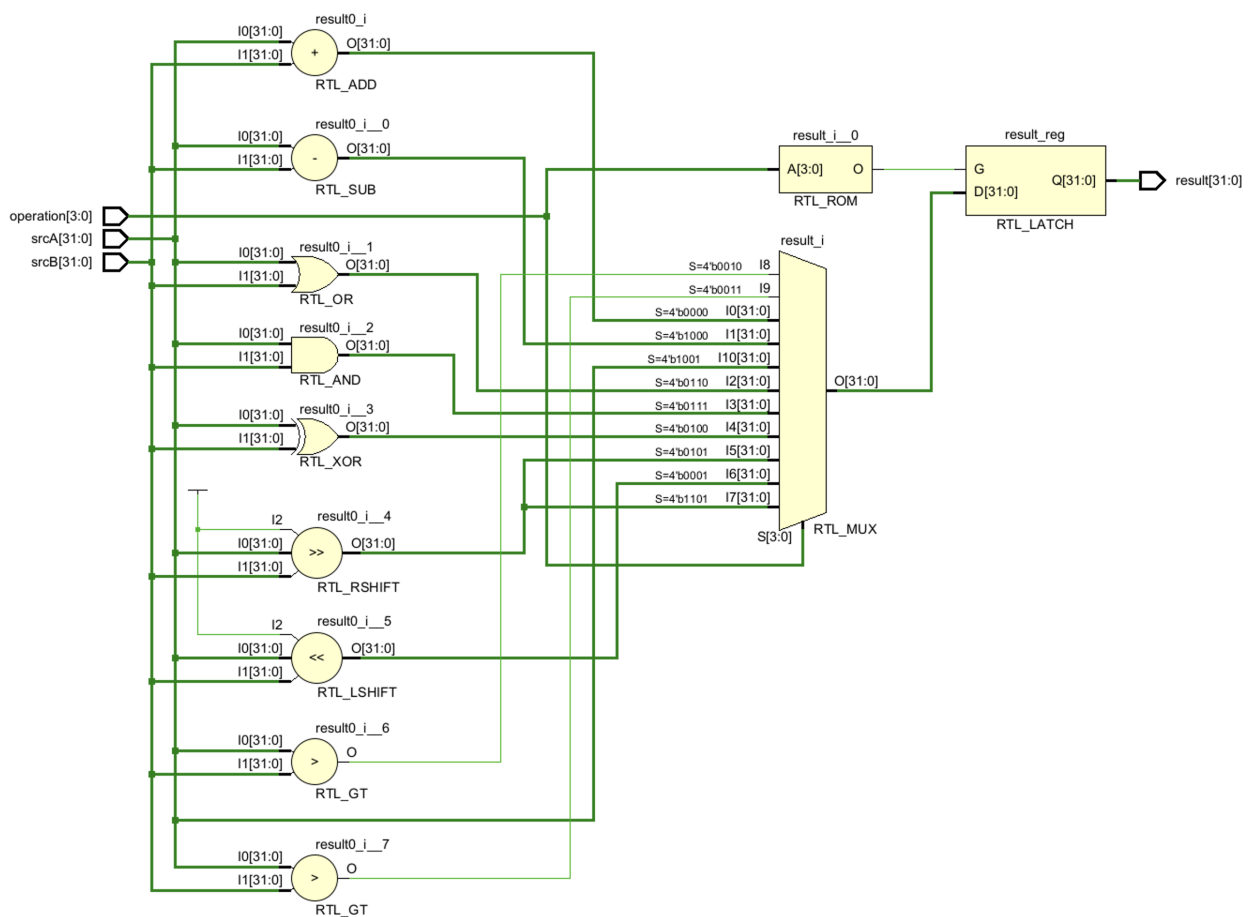 result0_i
I0[31:0]
I1[31:0]
+
O[31:0]
RTL_ADD
result0_i__0
I0[31:0]
I1[31:0]
-
O[31:0]
RTL_SUB
operation[3:0]
srcA[31:0]
srcB[31:0]
result0_i__1
I0[31:0]
I1[31:0]
O[31:0]
RTL_OR
result0_i__2
I0[31:0]
I1[31:0]
O[31:0]
RTL_AND
result0_i__3
I0[31:0]
I1[31:0]
O[31:0]
RTL_XOR
result0_i__4
I2
I0[31:0]
I1[31:0]
>>
O[31:0]
RTL_RSHIFT
result0_i__5
I2
I0[31:0]
I1[31:0]
<<
O[31:0]
RTL_LSHIFT
result0_i__6
I0[31:0]
I1[31:0]
>
O
RTL_GT
result0_i__7
I0[31:0]
I1[31:0]
>
O
RTL_GT
result_i__0
A[3:0]
O
RTL_ROM
result_i
S=4'b0010 I8
S=4'b0011 I9
S=4'b0000 I0[31:0]
S=4'b1000 I1[31:0]
S=4'b1001 I10[31:0]
S=4'b0110 I2[31:0]
S=4'b0111 I3[31:0]
S=4'b0100 I4[31:0]
S=4'b0101 I5[31:0]
S=4'b0001 I6[31:0]
S=4'b1101 I7[31:0]
S[3:0]
O[31:0]
RTL_MUX
result_reg
G
D[31:0]
Q[31:0]
RTL_LATCH
result[31:0]